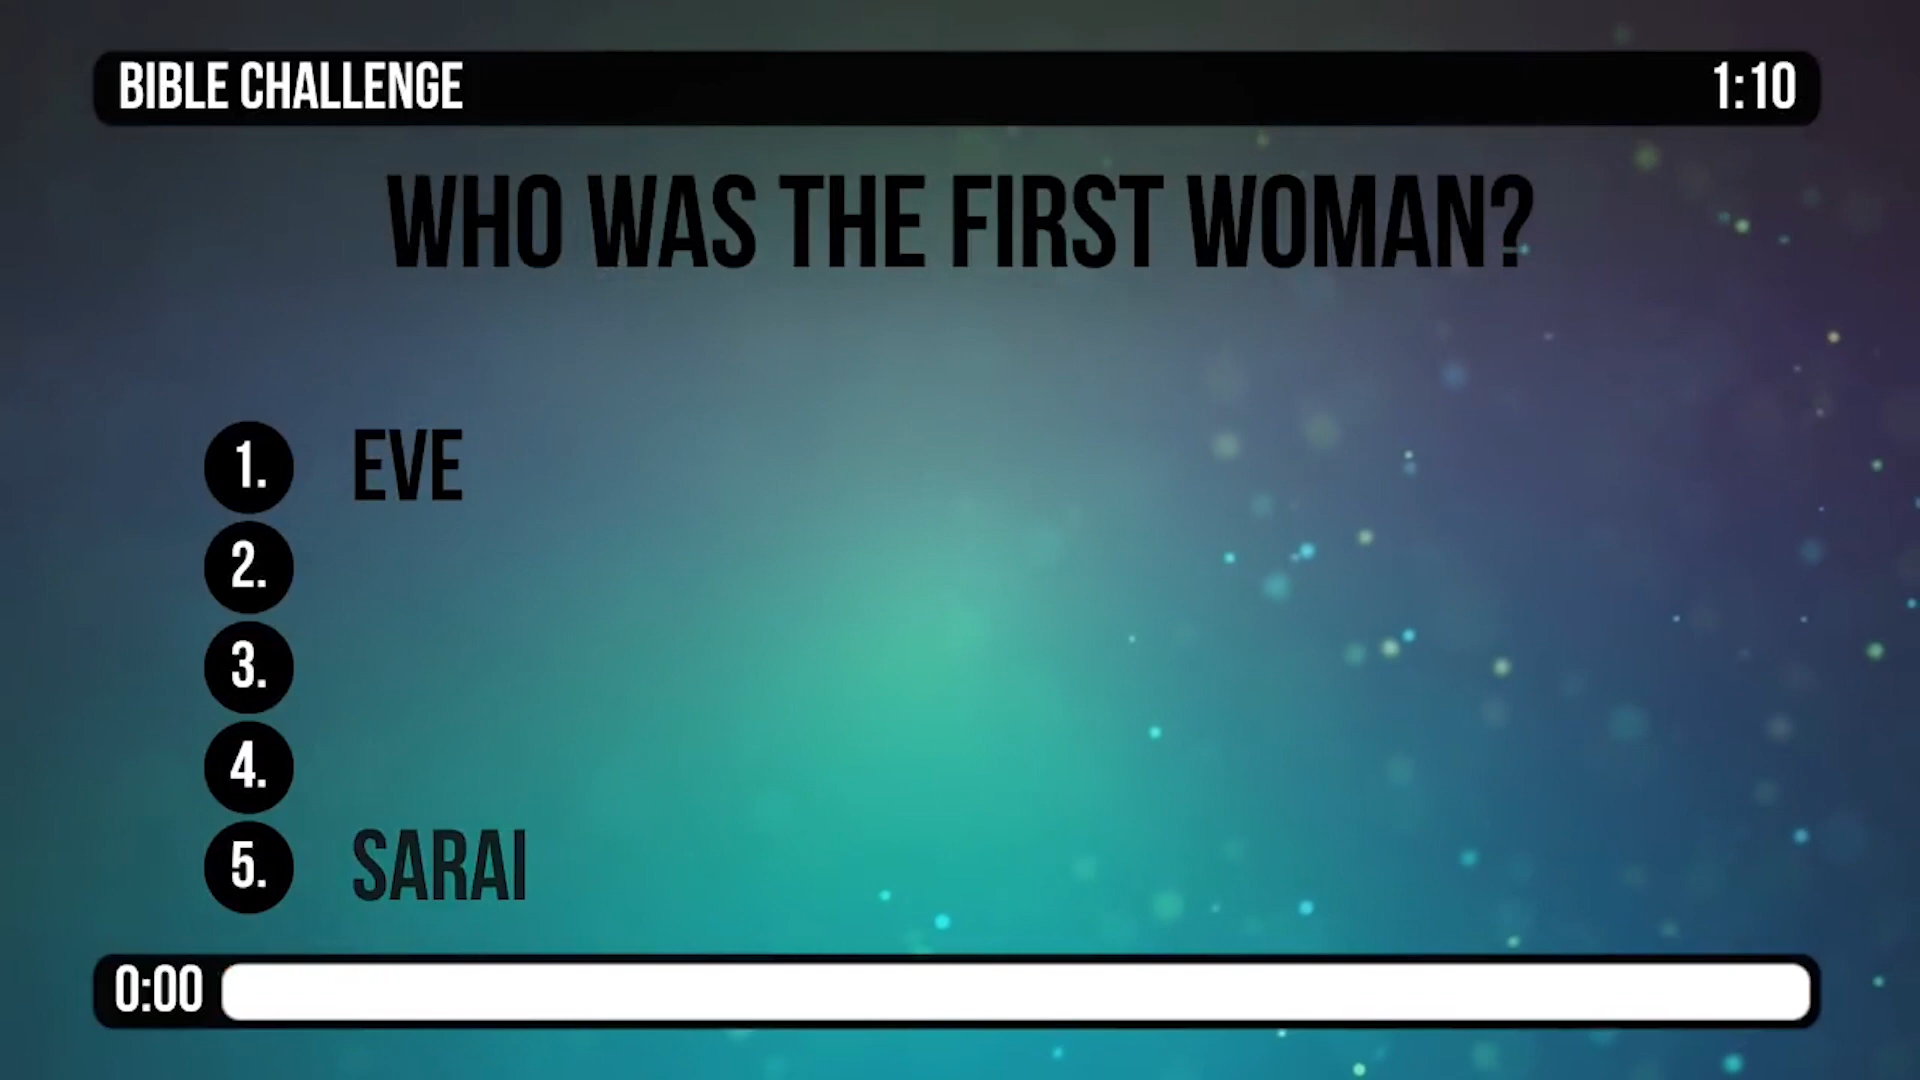 BIBLE CHALLENGE 1:10
WHO WAS THE FIRST WOMAN?
1. EVE
2.
3.
4.
5. SARAI
0:00